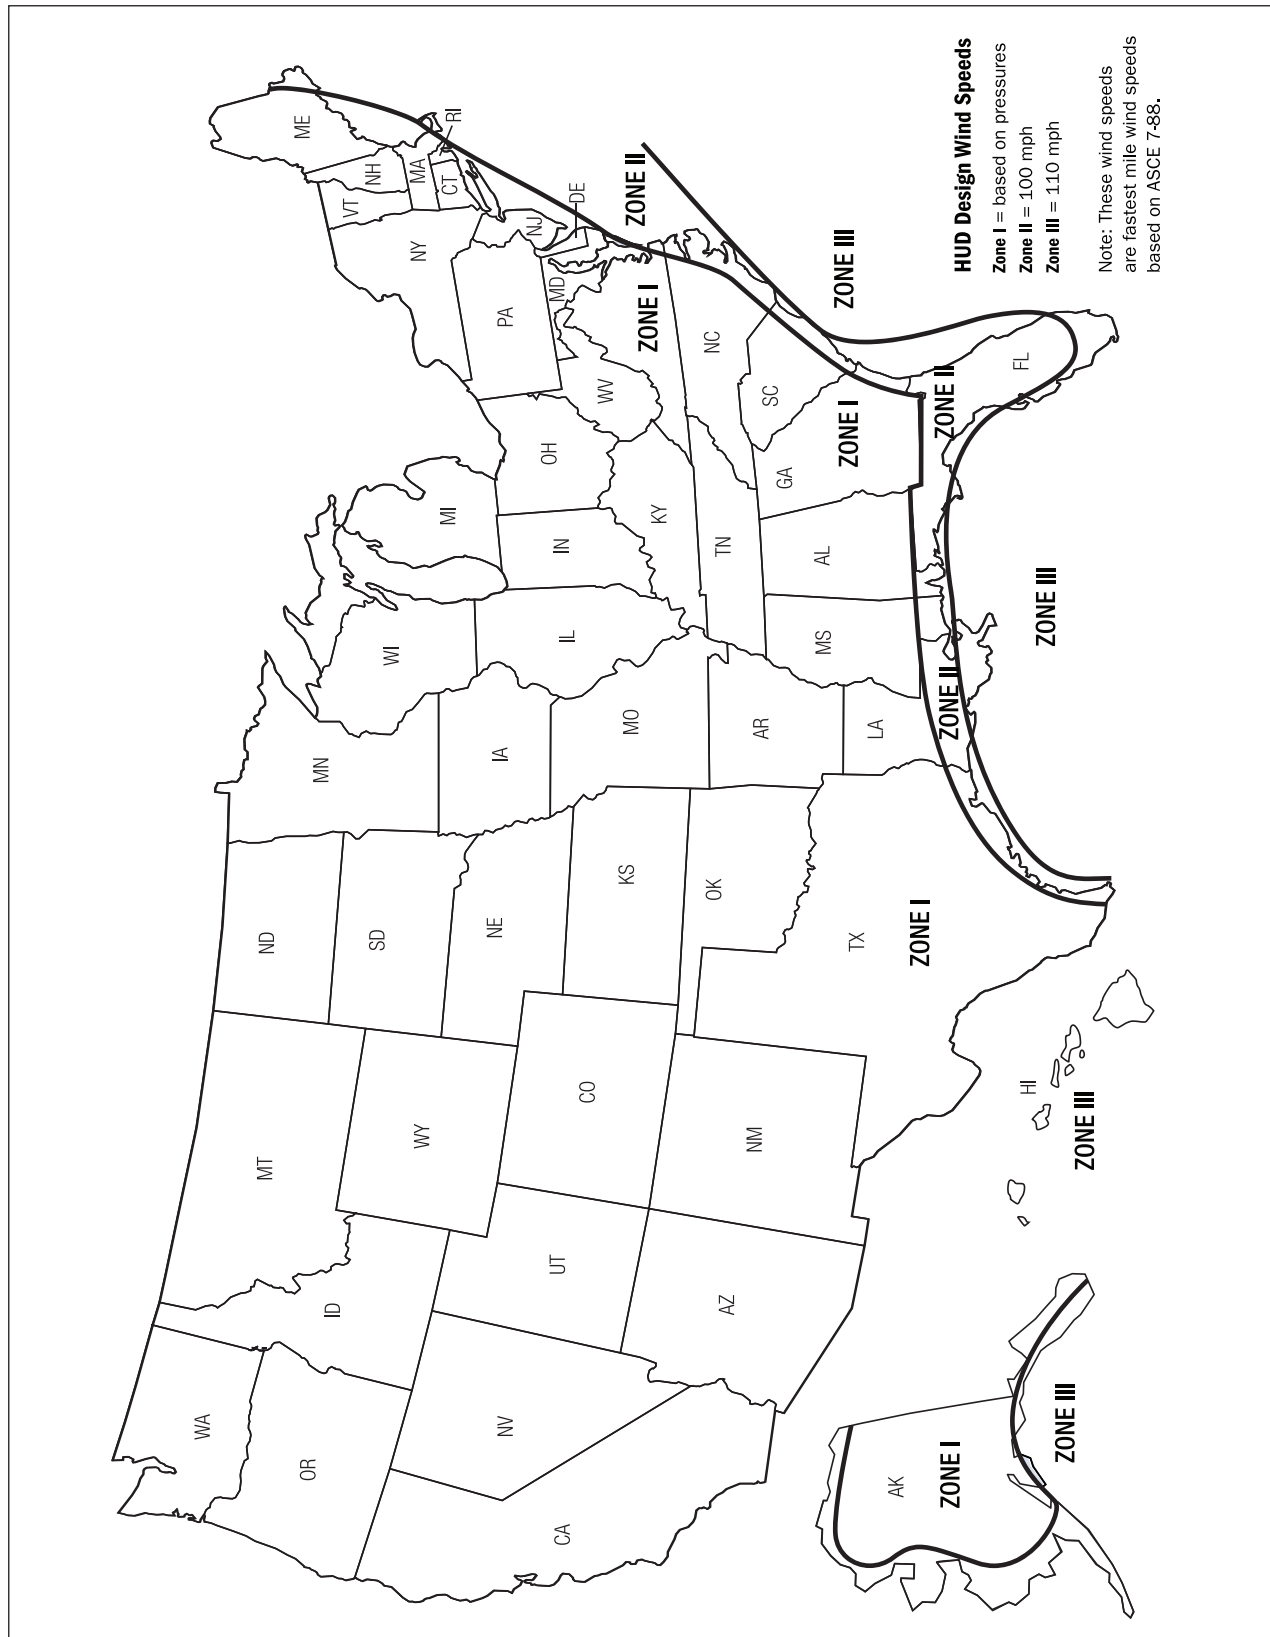 WA
MT
ND
ME
OR
MN
ID
VT
NH
SD
WI
NY
MA
WY
MI
CT
RI
NE
IA
PA
NV
NJ
OH
MD
UT
IN
CA
IL
DE
CO
WV
KS
MO
ZONE II
ZONE I
KY
NC
OK
TN
AZ
NM
AR
SC
GA
AL
MS
ZONE III
ZONE I
TX
LA
AK
ZONE I
ZONE II
ZONE II
ZONE I
FL
HI
ZONE III
ZONE III
ZONE III
HUD Design Wind Speeds
Zone I = based on pressures
Zone II = 100 mph
Zone III = 110 mph
Note: These wind speeds
are fastest mile wind speeds
based on ASCE 7-88.